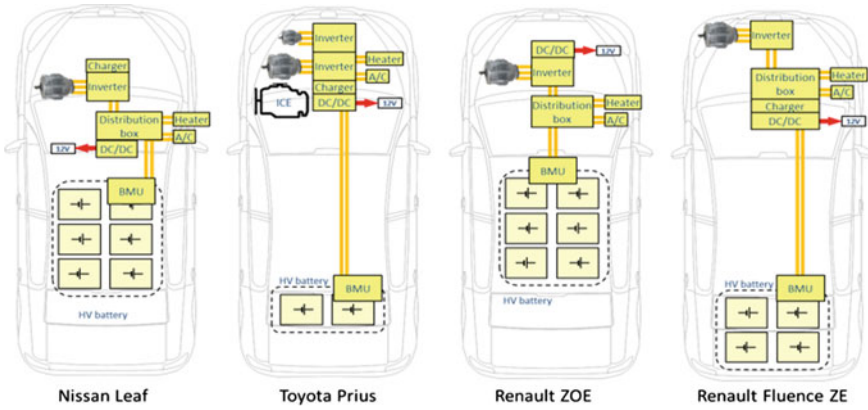 Charger
Inverter
Distribution
box
Heater
A/C
12V
DC/DC
BMU
HV battery
Nissan Leaf
Inverter
Inverter
Heater
A/C
Charger
ICE
DC/DC
12V
HV battery
BMU
Toyota Prius
DC/DC
12V
Inverter
Distribution
box
Heater
A/C
BMU
HV battery
Renault ZOE
Inverter
Distribution
box
Heater
A/C
Charger
DC/DC
12V
HV battery
BMU
Renault Fluence ZE